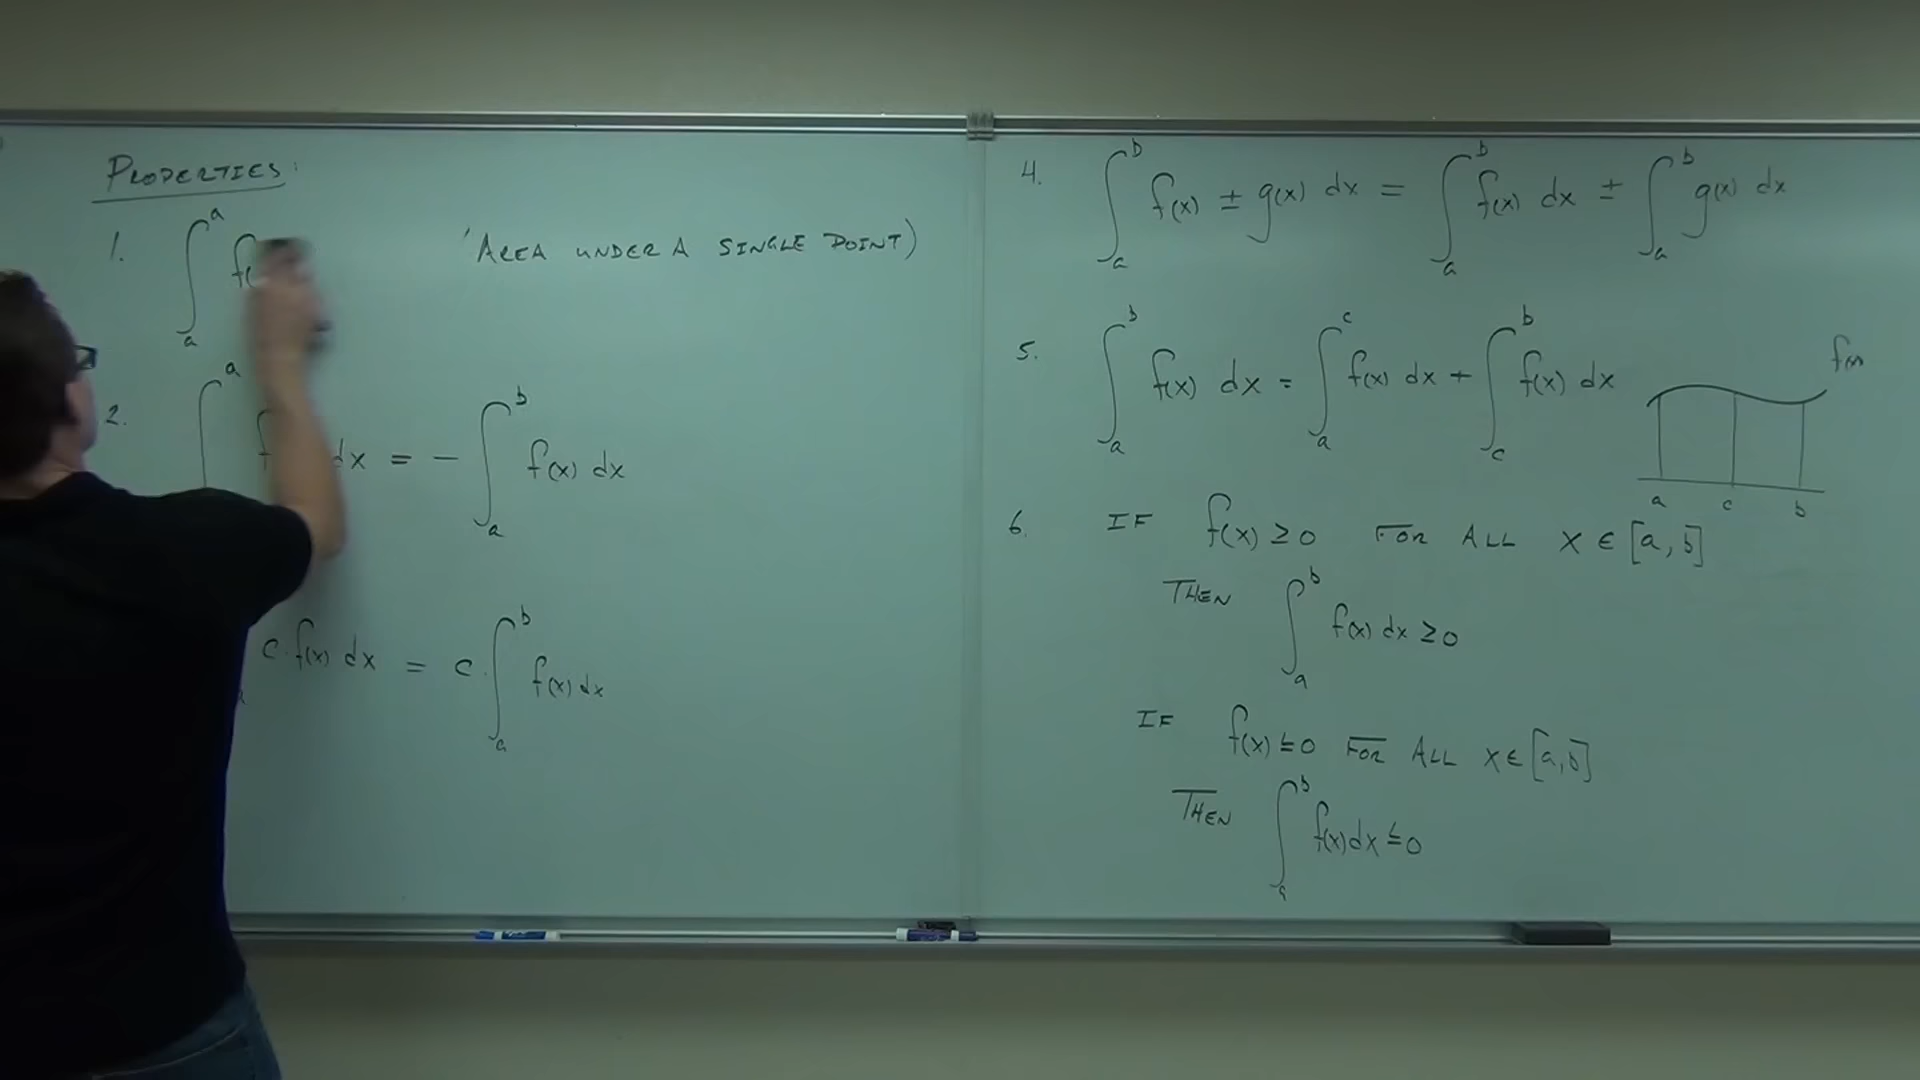 PROPERTIES:
1. ∫ₐᵃ f(
(AREA UNDER A SINGLE POINT)
2. ∫ᵃ f dx = - ∫ₐᵇ f(x) dx
c·f(x) dx = c·∫ₐᵇ f(x) dx
4. ∫ₐᵇ f(x) ± g(x) dx = ∫ₐᵇ f(x) dx ± ∫ₐᵇ g(x) dx
5. ∫ₐᵇ f(x) dx = ∫ₐᶜ f(x) dx + ∫꜀ᵇ f(x) dx
f(x)
a c b
6. IF f(x) ≥ 0 FOR ALL x ∈ [a, b]
THEN ∫ₐᵇ f(x) dx ≥ 0
IF f(x) ≤ 0 FOR ALL x ∈ [a, b]
THEN ∫ₐᵇ f(x) dx ≤ 0